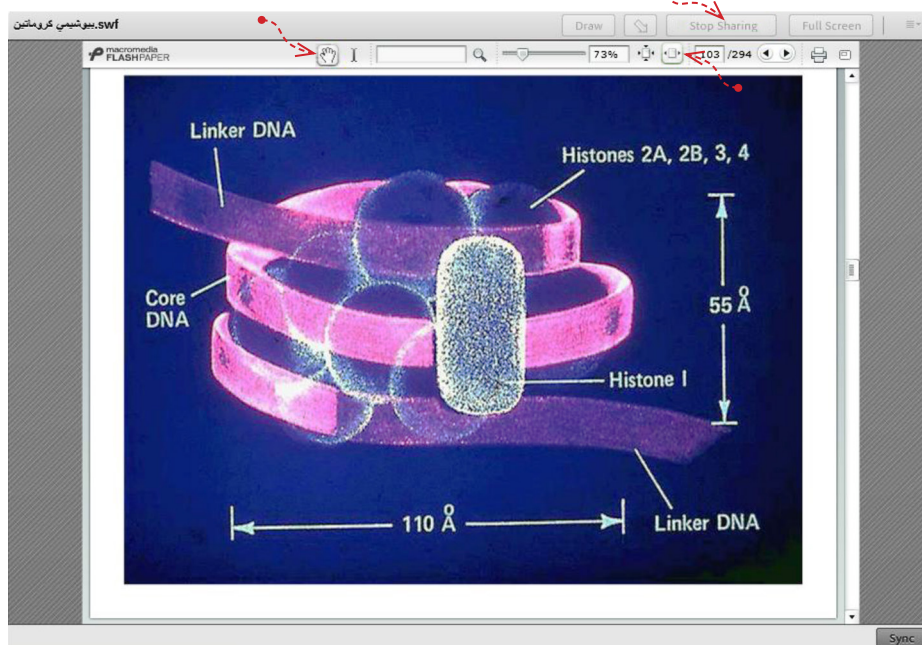 بيوشيمي كروماتين.swf
Draw
Stop Sharing
Full Screen
macromedia
FLASHPAPER
73%
103 /294
Linker DNA
Histones 2A, 2B, 3, 4
Core
DNA
55 Å
Histone I
110 Å
Linker DNA
Sync